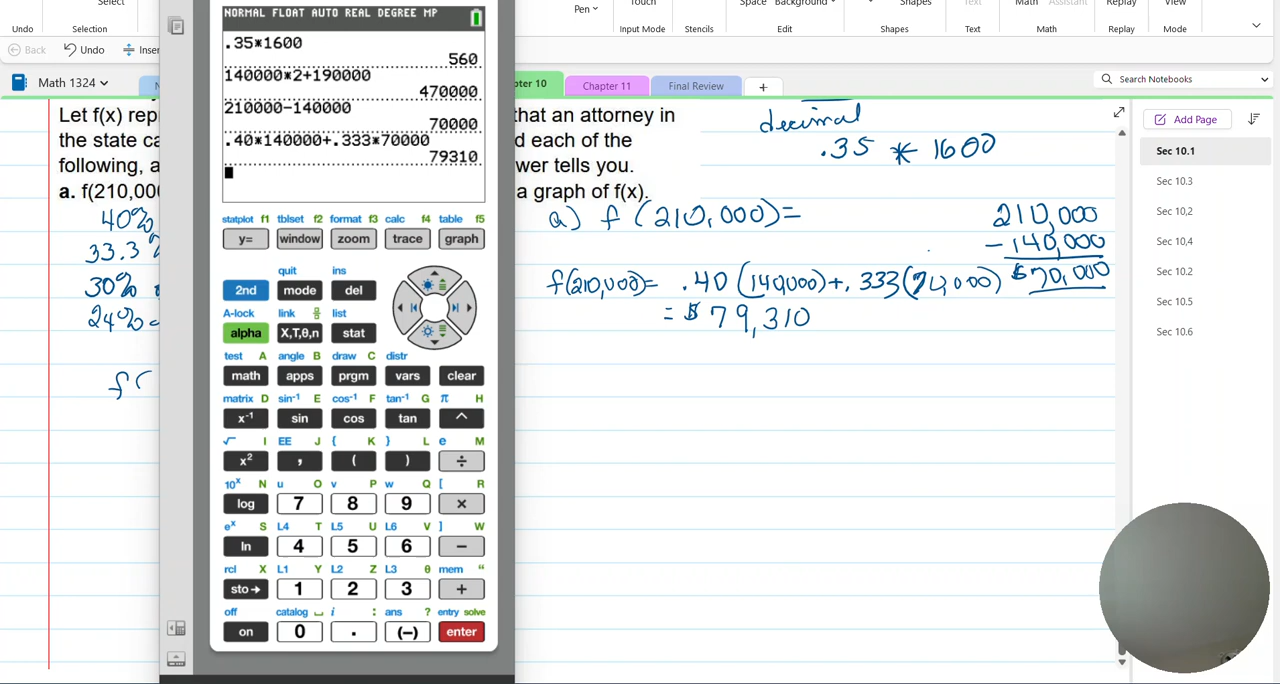 Select
Pen
Touch
Space
Background
Shapes
Text
Math
Assistant
Replay
View
Undo
Selection
Input Mode
Stencils
Edit
Shapes
Math
Replay
Mode
Back
Undo
Inser
Math 1324
ter 10
Chapter 11
Final Review
+
Search Notebooks
Add Page
Sec 10.1
Sec 10.3
Sec 10,2
Sec 10,4
Sec 10.2
Sec 10.5
Sec 10.6
Let f(x) rep
that an attorney in
the state ca
d each of the
following, a
wer tells you.
a. f(210,00
a graph of f(x).
decimal
.35 * 1600
40%
33.3%
30%
24%
f(
a) f(210,000)=
210,000
-140,000
$70,000
f(210,000)= .40(140,000)+.333(70,000)
= $79,310
NORMAL FLOAT AUTO REAL DEGREE MP
.35*1600
560
140000*2+190000
470000
210000-140000
70000
.40*140000+.333*70000
79310
statplot f1 tblset f2 format f3 calc f4 table f5
y= window zoom trace graph
quit ins
2nd mode del
A-lock link list
alpha X,T,θ,n stat
test A angle B draw C distr
math apps prgm vars clear
matrix D sin⁻¹ E cos⁻¹ F tan⁻¹ G π H
x⁻¹ sin cos tan ^
√ I EE J { K } L e M
x² , ( ) ÷
10ˣ N u O v P w Q [ R
log 7 8 9 ×
eˣ S L4 T L5 U L6 V ] W
ln 4 5 6 −
rcl X L1 Y L2 Z L3 θ mem “
sto→ 1 2 3 +
off catalog ⎵ i : ans ? entry solve
on 0 . (−) enter